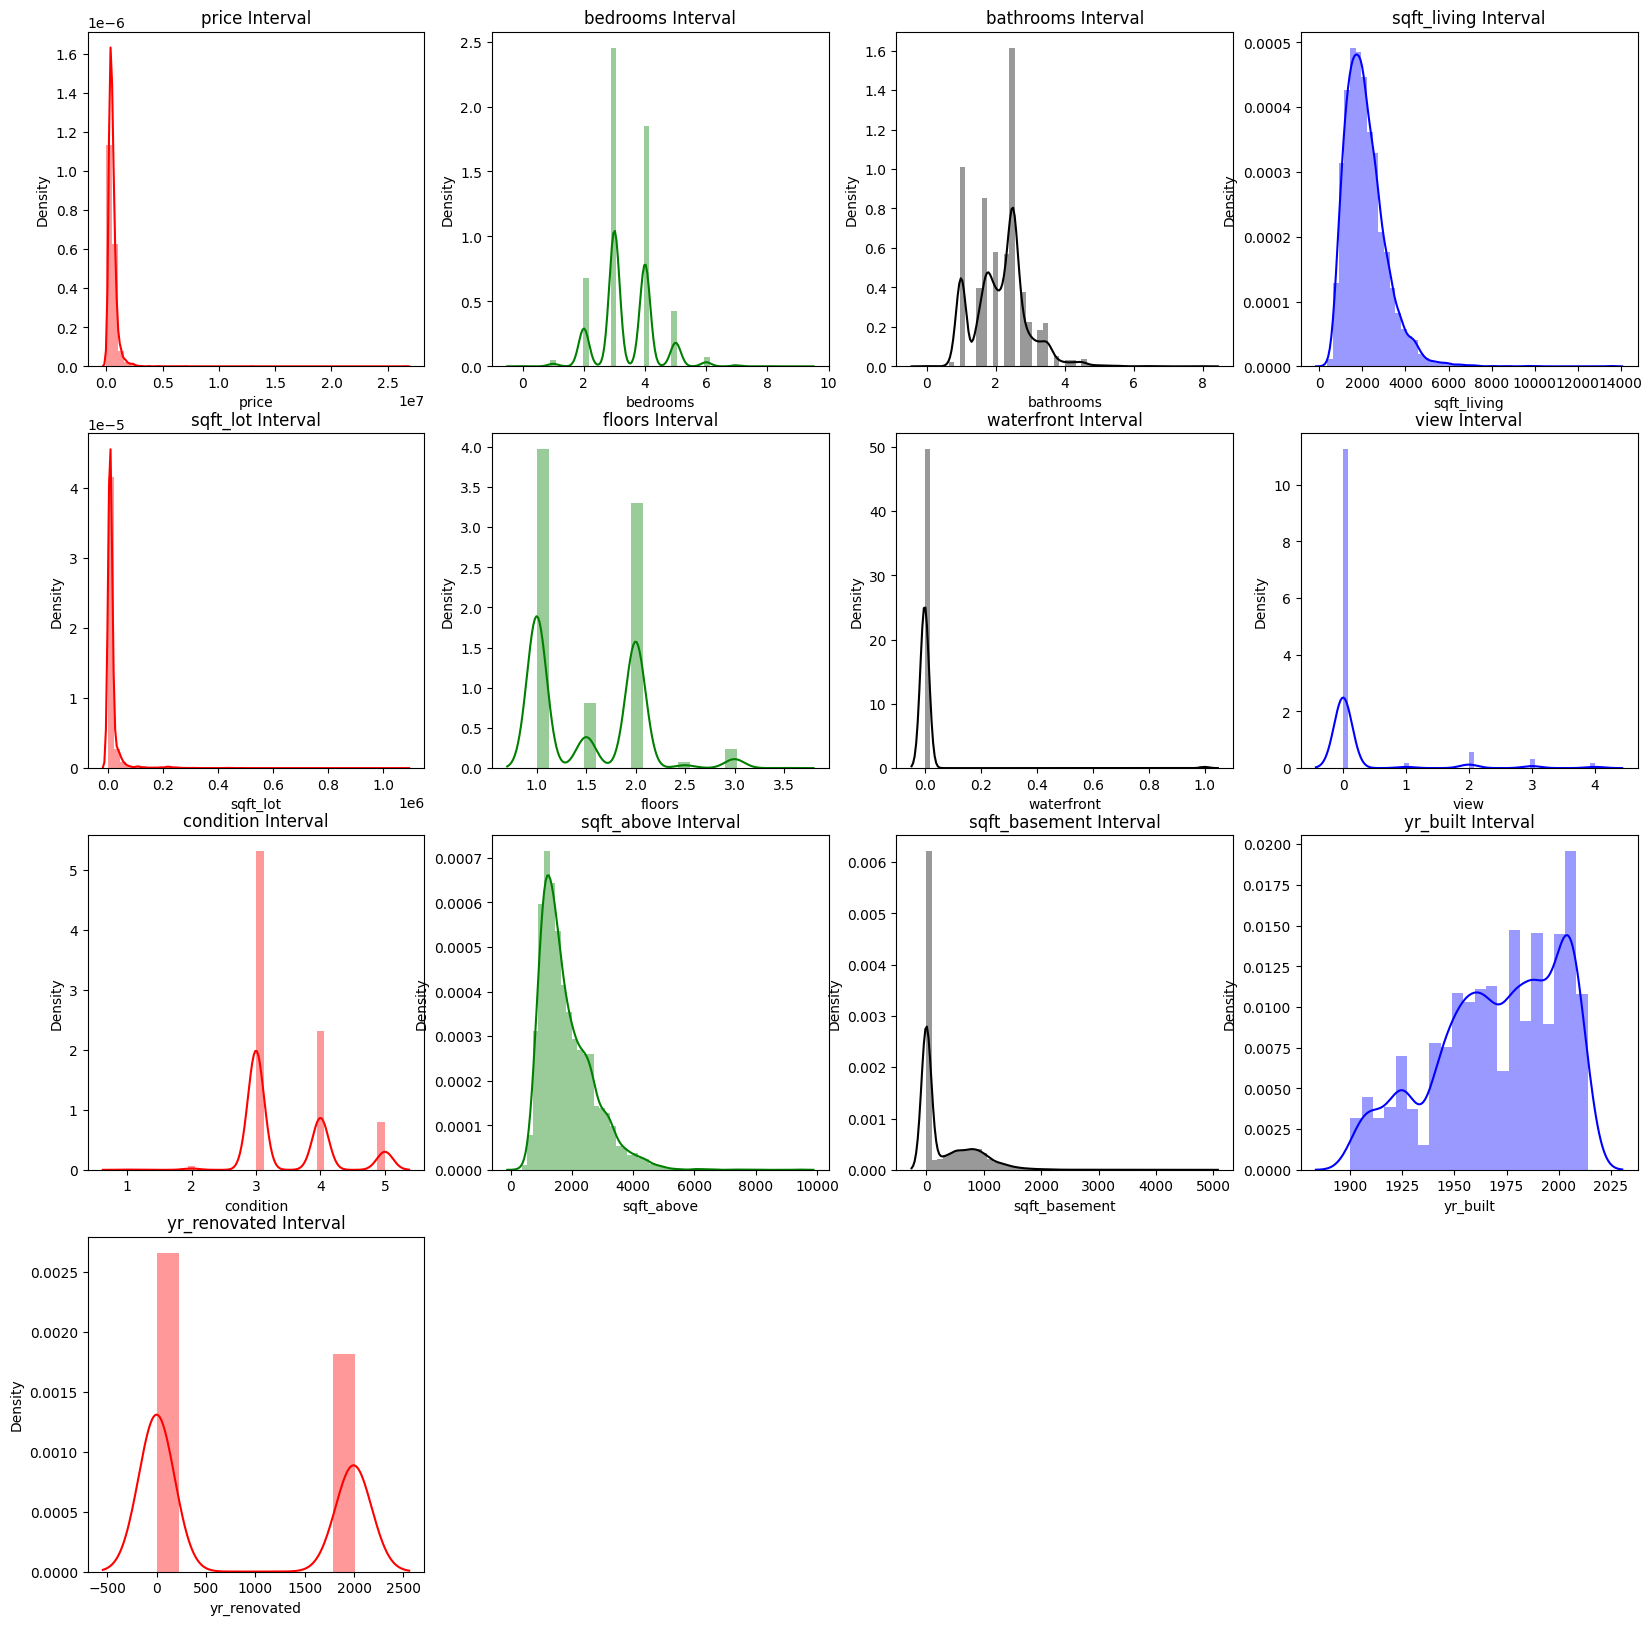 price Interval
1e−6
1.6
1.4
1.2
1.0
0.8
0.6
0.4
0.2
0.0
Density
0.0 0.5 1.0 1.5 2.0 2.5
price
1e7
bedrooms Interval
2.5
2.0
1.5
1.0
0.5
0.0
Density
0 2 4 6 8 10
bedrooms
bathrooms Interval
1.6
1.4
1.2
1.0
0.8
0.6
0.4
0.2
0.0
Density
0 2 4 6 8
bathrooms
sqft_living Interval
0.0005
0.0004
0.0003
0.0002
0.0001
0.0000
Density
0 2000 4000 6000 8000 10000 12000 14000
sqft_living
sqft_lot Interval
1e−5
4
3
2
1
0
Density
0.0 0.2 0.4 0.6 0.8 1.0
sqft_lot
1e6
floors Interval
4.0
3.5
3.0
2.5
2.0
1.5
1.0
0.5
0.0
Density
1.0 1.5 2.0 2.5 3.0 3.5
floors
waterfront Interval
50
40
30
20
10
0
Density
0.0 0.2 0.4 0.6 0.8 1.0
waterfront
view Interval
10
8
6
4
2
0
Density
0 1 2 3 4
view
condition Interval
5
4
3
2
1
0
Density
1 2 3 4 5
condition
sqft_above Interval
0.0007
0.0006
0.0005
0.0004
0.0003
0.0002
0.0001
0.0000
Density
0 2000 4000 6000 8000 10000
sqft_above
sqft_basement Interval
0.006
0.005
0.004
0.003
0.002
0.001
0.000
Density
0 1000 2000 3000 4000 5000
sqft_basement
yr_built Interval
0.0200
0.0175
0.0150
0.0125
0.0100
0.0075
0.0050
0.0025
0.0000
Density
1900 1925 1950 1975 2000 2025
yr_built
yr_renovated Interval
0.0025
0.0020
0.0015
0.0010
0.0005
0.0000
Density
−500 0 500 1000 1500 2000 2500
yr_renovated